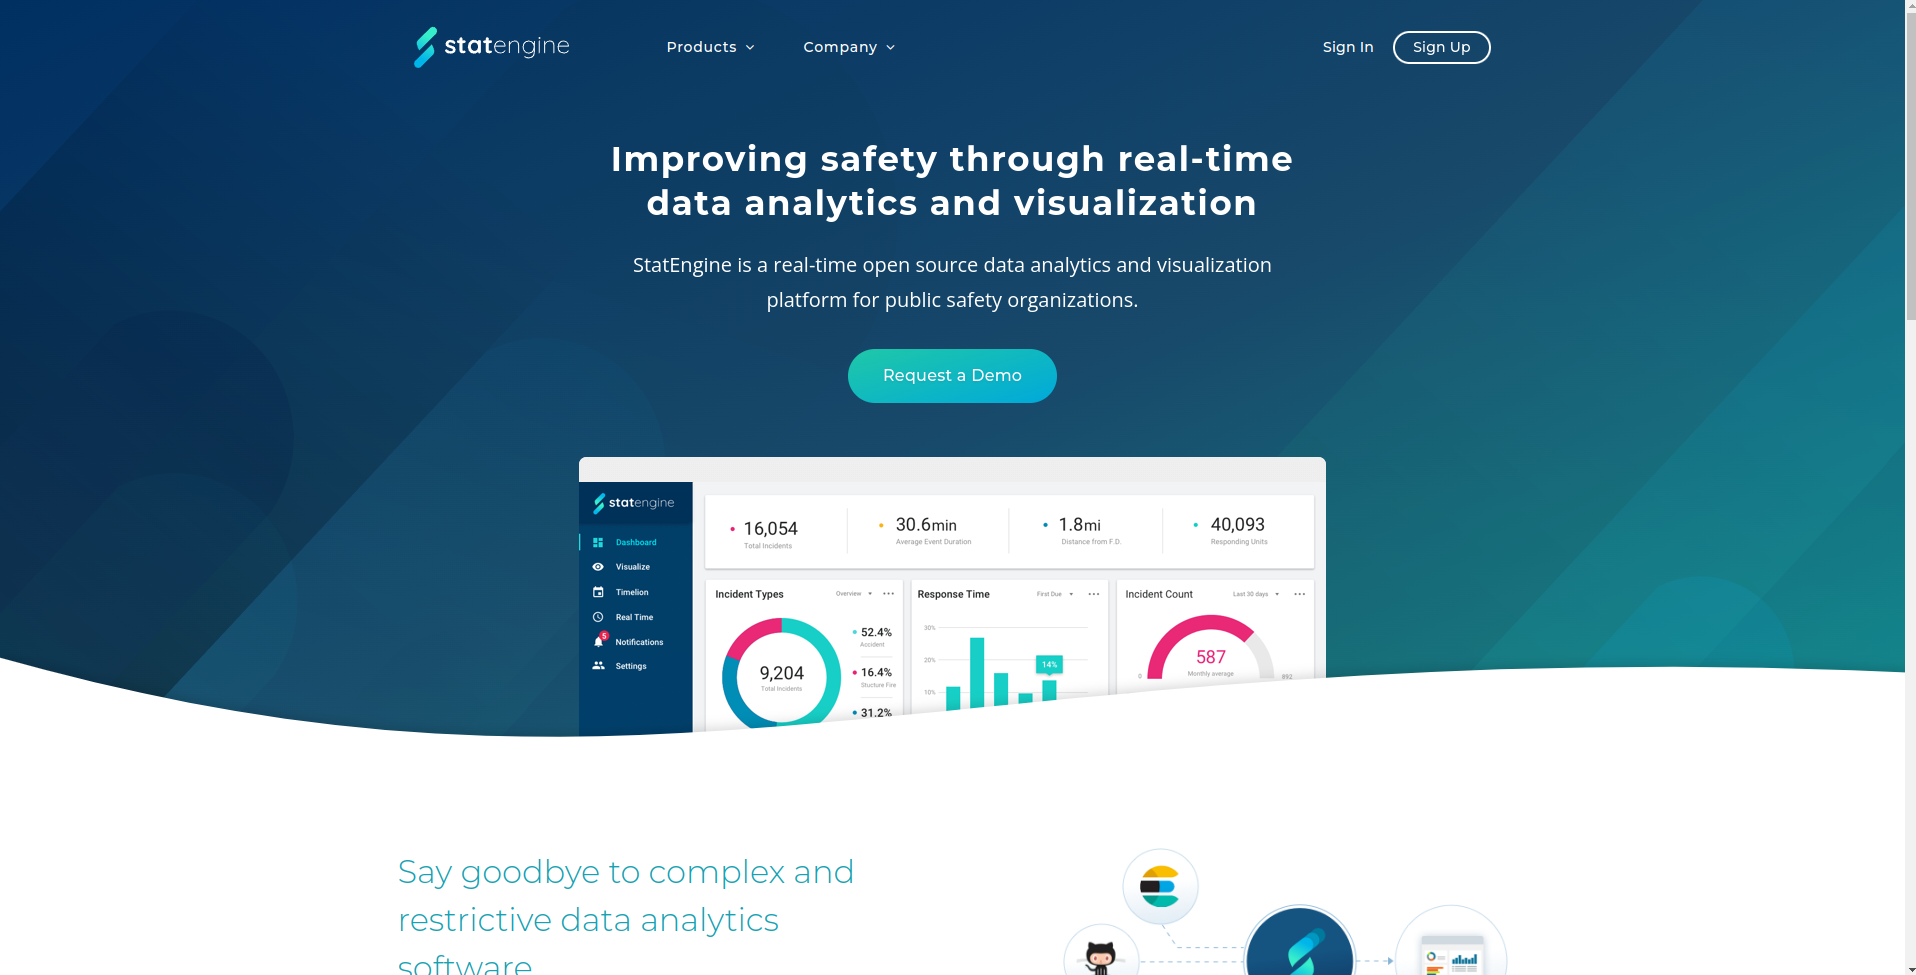 statengine
Products
Company
Sign In
Sign Up
Improving safety through real-time
data analytics and visualization
StatEngine is a real-time open source data analytics and visualization
platform for public safety organizations.
Request a Demo
statengine
Dashboard
Visualize
Timelion
Real Time
5
Notifications
Settings
16,054
Total Incidents
30.6min
Average Event Duration
1.8mi
Distance from F.D.
40,093
Responding Units
Incident Types
Overview
9,204
Total Incidents
52.4%
Accident
16.4%
Stucture Fire
31.2%
Response Time
First Due
30%
20%
10%
14%
Incident Count
Last 30 days
587
Monthly average
0
892
Say goodbye to complex and
restrictive data analytics
software